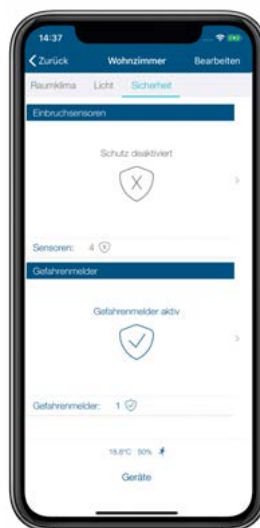 14:37
Zurück Wohnzimmer Bearbeiten
Raumklima Licht Sicherheit
Einbruchsensoren
Schutz deaktiviert
X
Sensoren: 4 X
Gefahrenmelder
Gefahrenmelder aktiv
Gefahrenmelder: 1
19.8°C 50%
Geräte